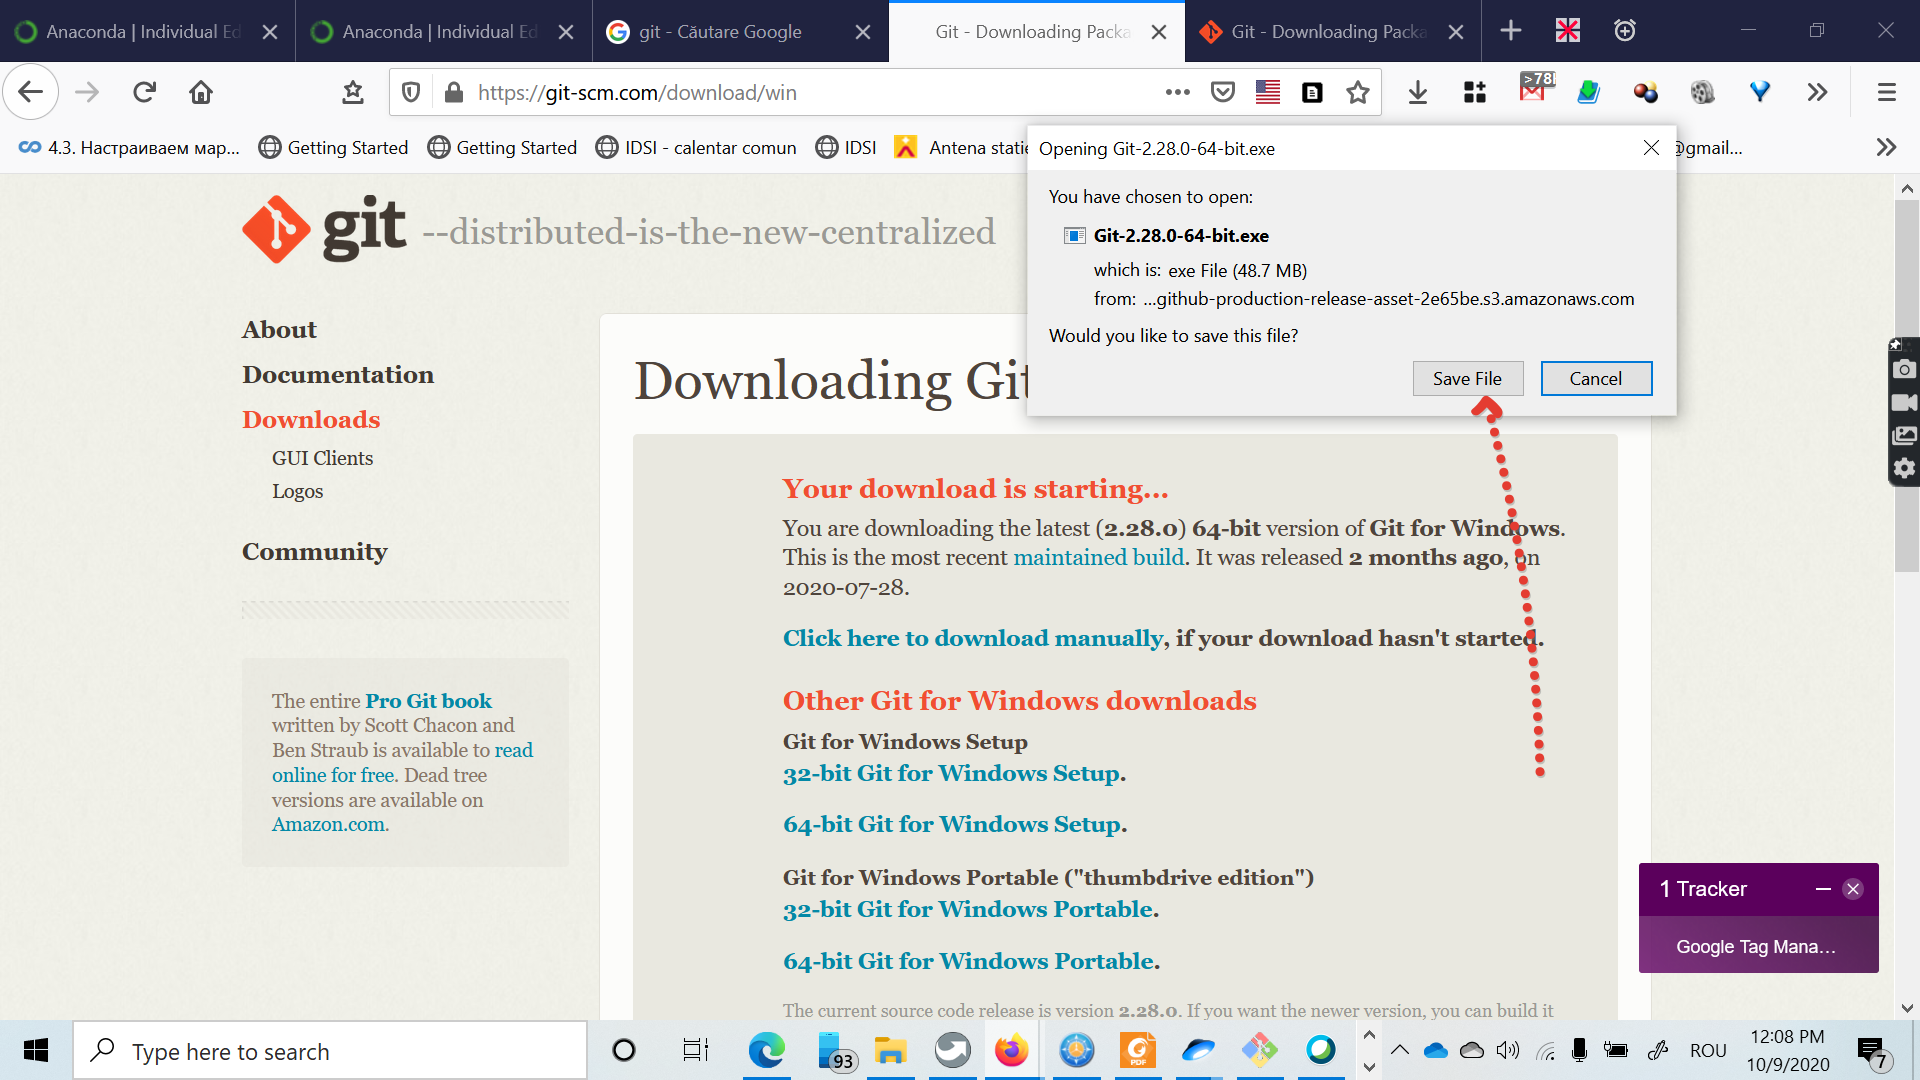 Anaconda | Individual Ed
Anaconda | Individual Ed
git - Căutare Google
Git - Downloading Packa
Git - Downloading Packa
https://git-scm.com/download/win
>78
4.3. Настраиваем мар...
Getting Started
Getting Started
IDSI - calentar comun
IDSI
Antena statie
@gmail...
Opening Git-2.28.0-64-bit.exe
You have chosen to open:
Git-2.28.0-64-bit.exe
which is: exe File (48.7 MB)
from: ...github-production-release-asset-2e65be.s3.amazonaws.com
Would you like to save this file?
Save File
Cancel
git --distributed-is-the-new-centralized
About
Documentation
Downloads
GUI Clients
Logos
Community
The entire Pro Git book
written by Scott Chacon and
Ben Straub is available to read
online for free. Dead tree
versions are available on
Amazon.com.
Downloading Git
Your download is starting...
You are downloading the latest (2.28.0) 64-bit version of Git for Windows.
This is the most recent maintained build. It was released 2 months ago, on
2020-07-28.
Click here to download manually, if your download hasn't started.
Other Git for Windows downloads
Git for Windows Setup
32-bit Git for Windows Setup.
64-bit Git for Windows Setup.
Git for Windows Portable ("thumbdrive edition")
32-bit Git for Windows Portable.
64-bit Git for Windows Portable.
The current source code release is version 2.28.0. If you want the newer version, you can build it
1 Tracker
Google Tag Mana...
Type here to search
93
PDF
ROU
12:08 PM
10/9/2020
7